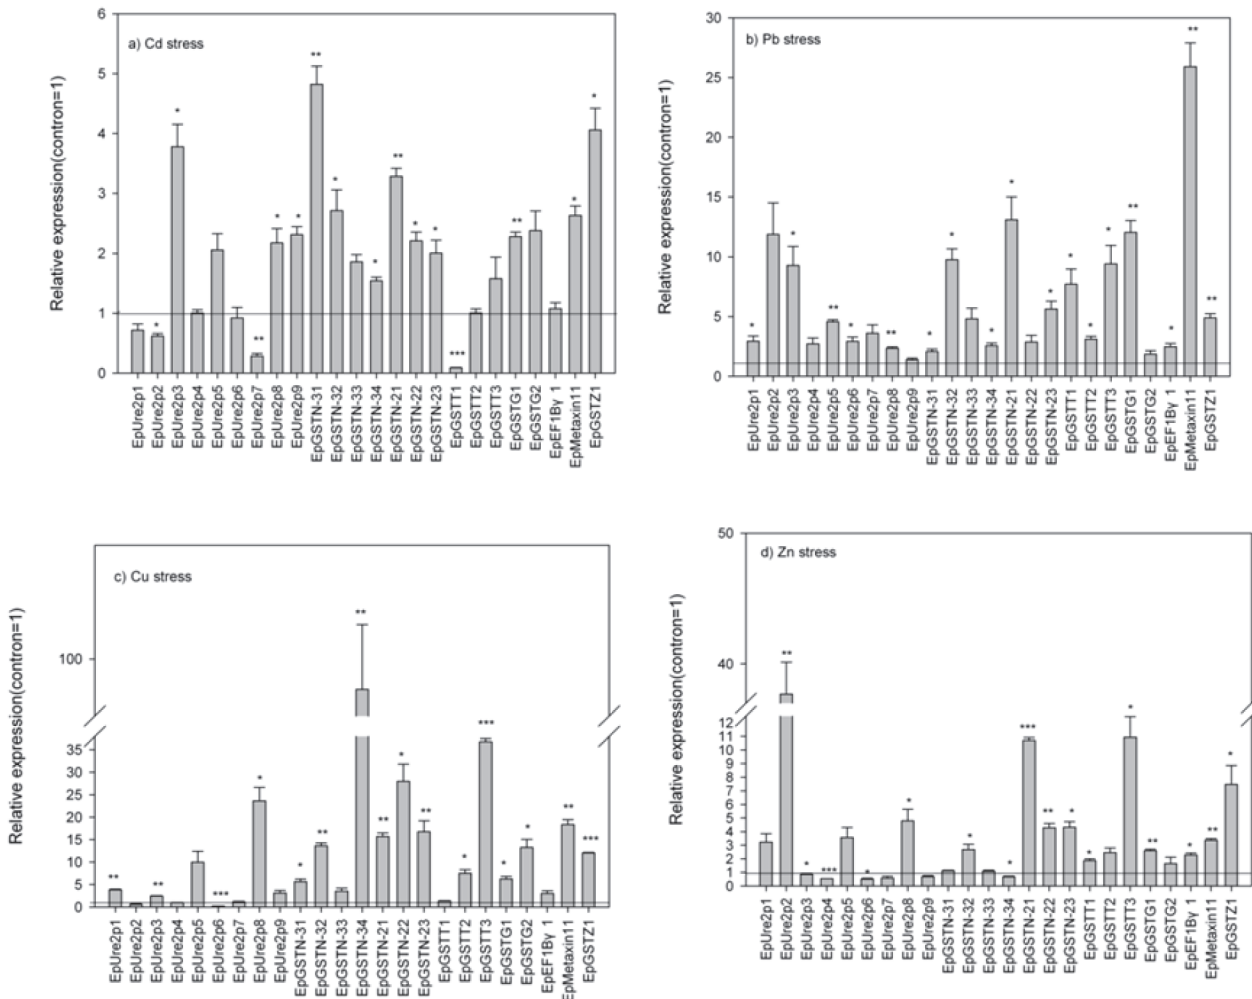 a) Cd stress
Relative expression(contron=1)
6
5
4
3
2
1
0
* * ** * * ** * * ** * * ** *** ** * *
EpUre2p1 EpUre2p2 EpUre2p3 EpUre2p4 EpUre2p5 EpUre2p6 EpUre2p7 EpUre2p8 EpUre2p9 EpGSTN-31 EpGSTN-32 EpGSTN-33 EpGSTN-34 EpGSTN-21 EpGSTN-22 EpGSTN-23 EpGSTT1 EpGSTT2 EpGSTT3 EpGSTG1 EpGSTG2 EpEF1By 1 EpMetaxin11 EpGSTZ1
b) Pb stress
Relative expression(contron=1)
30
25
20
15
10
5
0
* * ** * ** * * * * * * * * ** * ** **
EpUre2p1 EpUre2p2 EpUre2p3 EpUre2p4 EpUre2p5 EpUre2p6 EpUre2p7 EpUre2p8 EpUre2p9 EpGSTN-31 EpGSTN-32 EpGSTN-33 EpGSTN-34 EpGSTN-21 EpGSTN-22 EpGSTN-23 EpGSTT1 EpGSTT2 EpGSTT3 EpGSTG1 EpGSTG2 EpEF1By 1 EpMetaxin11 EpGSTZ1
c) Cu stress
Relative expression(contron=1)
100
35
30
25
20
15
10
5
1
0
** ** *** * * ** ** ** * ** * *** * * ** ***
EpUre2p1 EpUre2p2 EpUre2p3 EpUre2p4 EpUre2p5 EpUre2p6 EpUre2p7 EpUre2p8 EpUre2p9 EpGSTN-31 EpGSTN-32 EpGSTN-33 EpGSTN-34 EpGSTN-21 EpGSTN-22 EpGSTN-23 EpGSTT1 EpGSTT2 EpGSTT3 EpGSTG1 EpGSTG2 EpEF1By 1 EpMetaxin11 EpGSTZ1
d) Zn stress
Relative expression(contron=1)
50
40
12
11
10
9
8
7
6
5
4
3
2
1
0
** * *** * * * * *** ** * * * ** * ** *
EpUre2p1 EpUre2p2 EpUre2p3 EpUre2p4 EpUre2p5 EpUre2p6 EpUre2p7 EpUre2p8 EpUre2p9 EpGSTN-31 EpGSTN-32 EpGSTN-33 EpGSTN-34 EpGSTN-21 EpGSTN-22 EpGSTN-23 EpGSTT1 EpGSTT2 EpGSTT3 EpGSTG1 EpGSTG2 EpEF1By 1 EpMetaxin11 EpGSTZ1